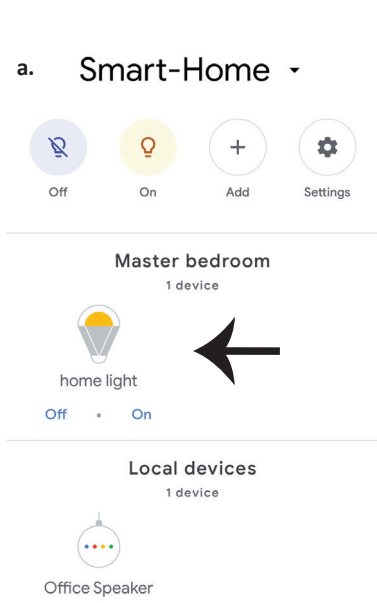 a. Smart-Home
Off On Add Settings
Master bedroom
1 device
home light
Off • On
Local devices
1 device
Office Speaker